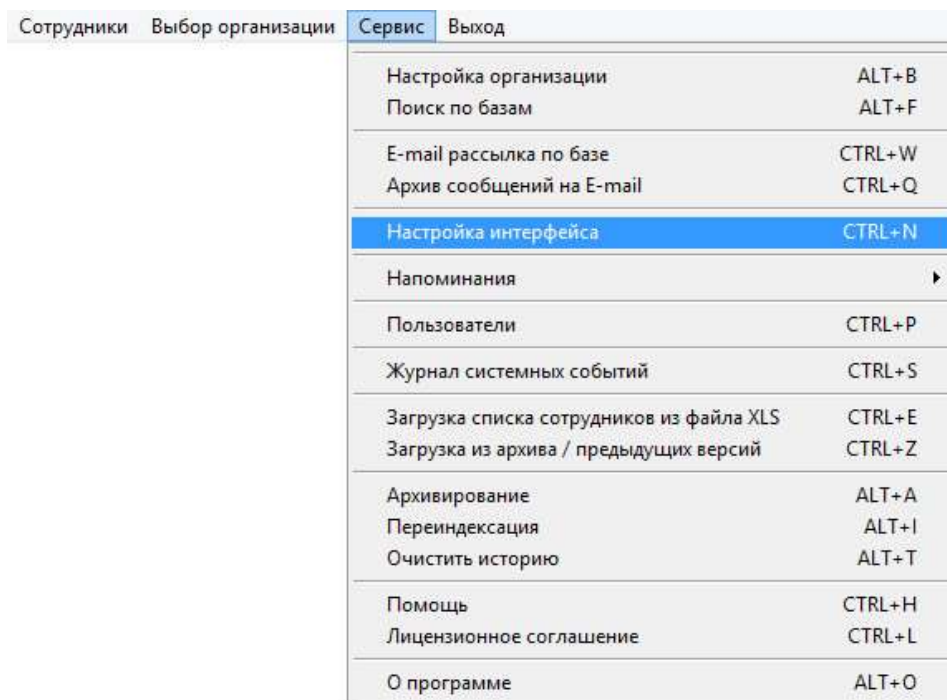 Сотрудники Выбор организации Сервис Выход
Настройка организации ALT+B
Поиск по базам ALT+F
E-mail рассылка по базе CTRL+W
Архив сообщений на E-mail CTRL+Q
Настройка интерфейса CTRL+N
Напоминания
Пользователи CTRL+P
Журнал системных событий CTRL+S
Загрузка списка сотрудников из файла XLS CTRL+E
Загрузка из архива / предыдущих версий CTRL+Z
Архивирование ALT+A
Переиндексация ALT+I
Очистить историю ALT+T
Помощь CTRL+H
Лицензионное соглашение CTRL+L
О программе ALT+O